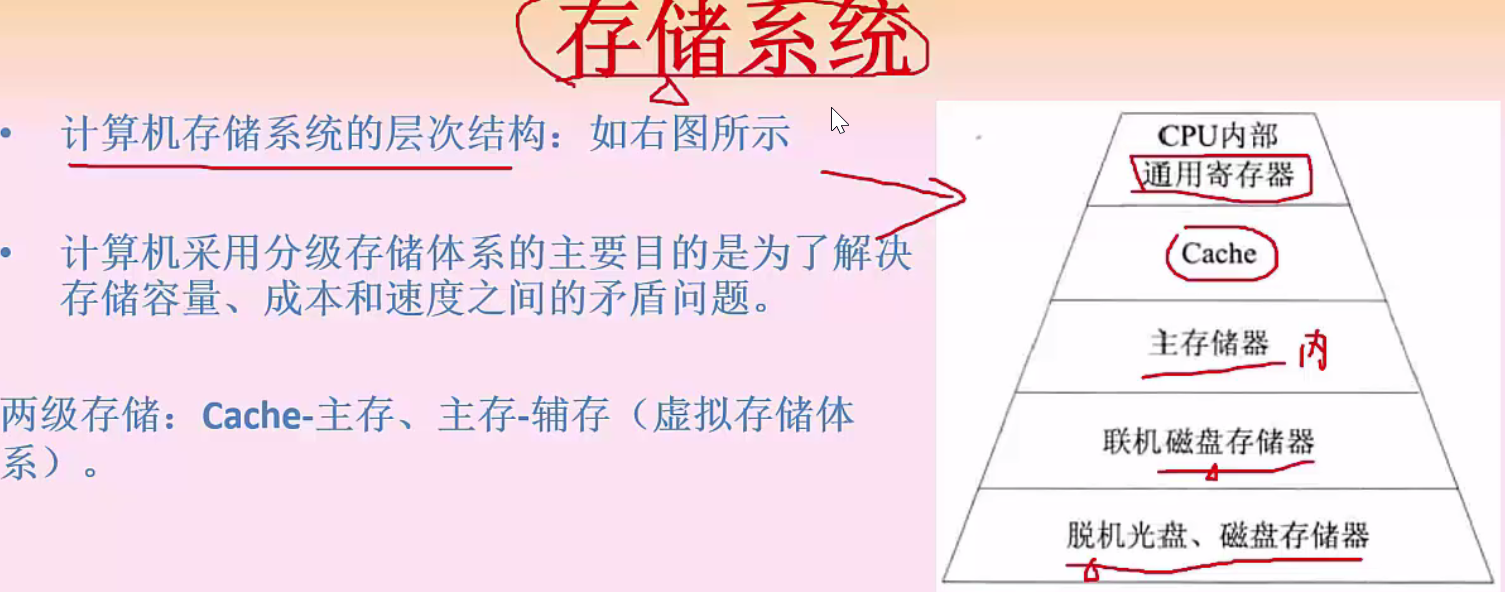 存储系统
• 计算机存储系统的层次结构：如右图所示
• 计算机采用分级存储体系的主要目的是为了解决
存储容量、成本和速度之间的矛盾问题。
两级存储：Cache-主存、主存-辅存（虚拟存储体
系）。
CPU内部
通用寄存器
Cache
主存储器 内
联机磁盘存储器
脱机光盘、磁盘存储器